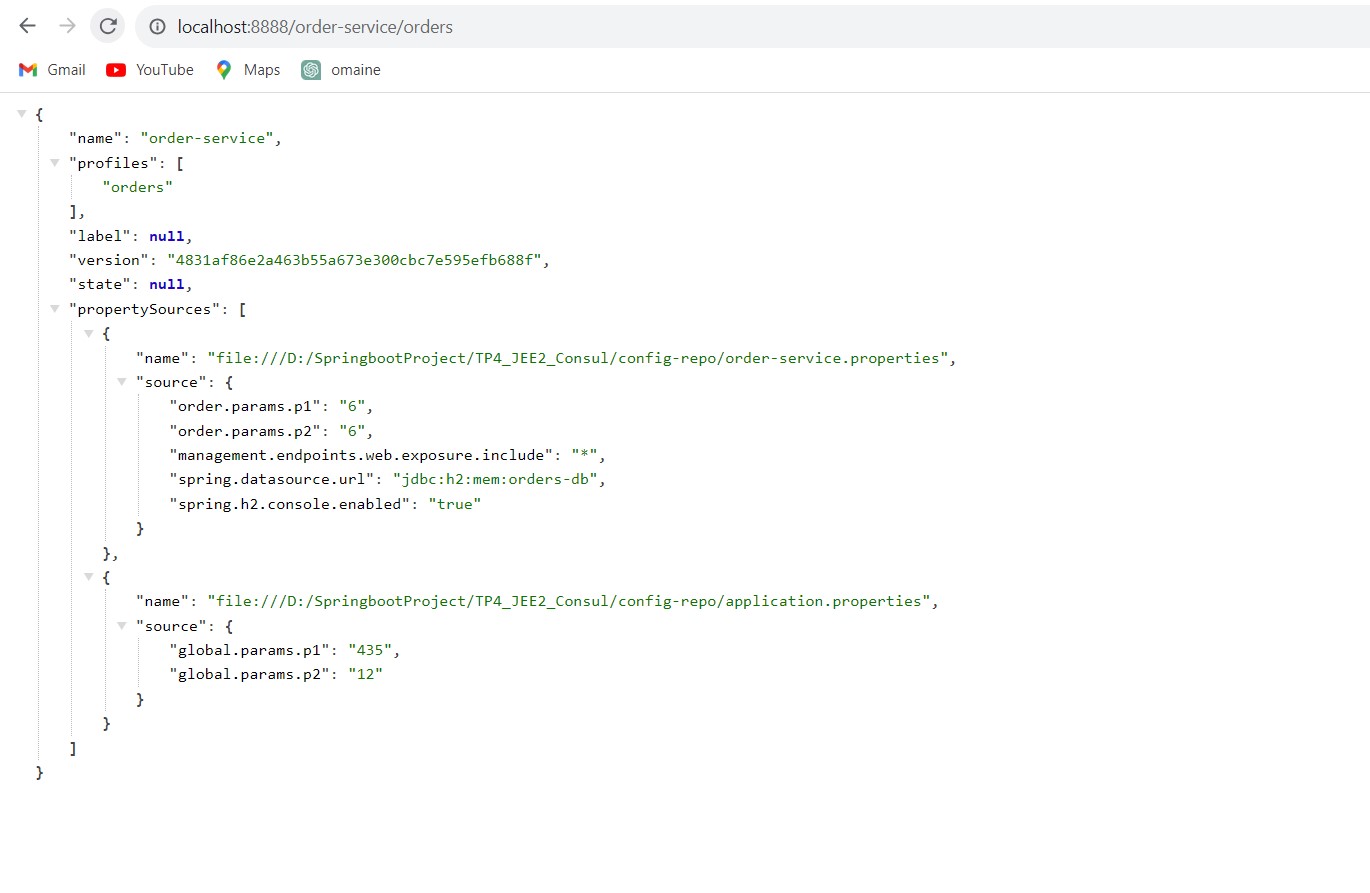 localhost:8888/order-service/orders
Gmail YouTube Maps omaine
{
"name": "order-service",
"profiles": [
"orders"
],
"label": null,
"version": "4831af86e2a463b55a673e300cbc7e595efb688f",
"state": null,
"propertySources": [
{
"name": "file:///D:/SpringbootProject/TP4_JEE2_Consul/config-repo/order-service.properties",
"source": {
"order.params.p1": "6",
"order.params.p2": "6",
"management.endpoints.web.exposure.include": "*",
"spring.datasource.url": "jdbc:h2:mem:orders-db",
"spring.h2.console.enabled": "true"
}
},
{
"name": "file:///D:/SpringbootProject/TP4_JEE2_Consul/config-repo/application.properties",
"source": {
"global.params.p1": "435",
"global.params.p2": "12"
}
}
]
}